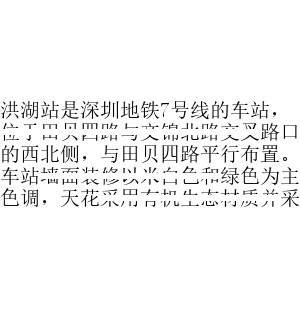 洪湖站是深圳地铁7号线的车站，
位于田贝四路与文锦北路交叉路口
的西北侧，与田贝四路平行布置。
车站墙面装修以米白色和绿色为主
色调，天花采用有机生态材质并采